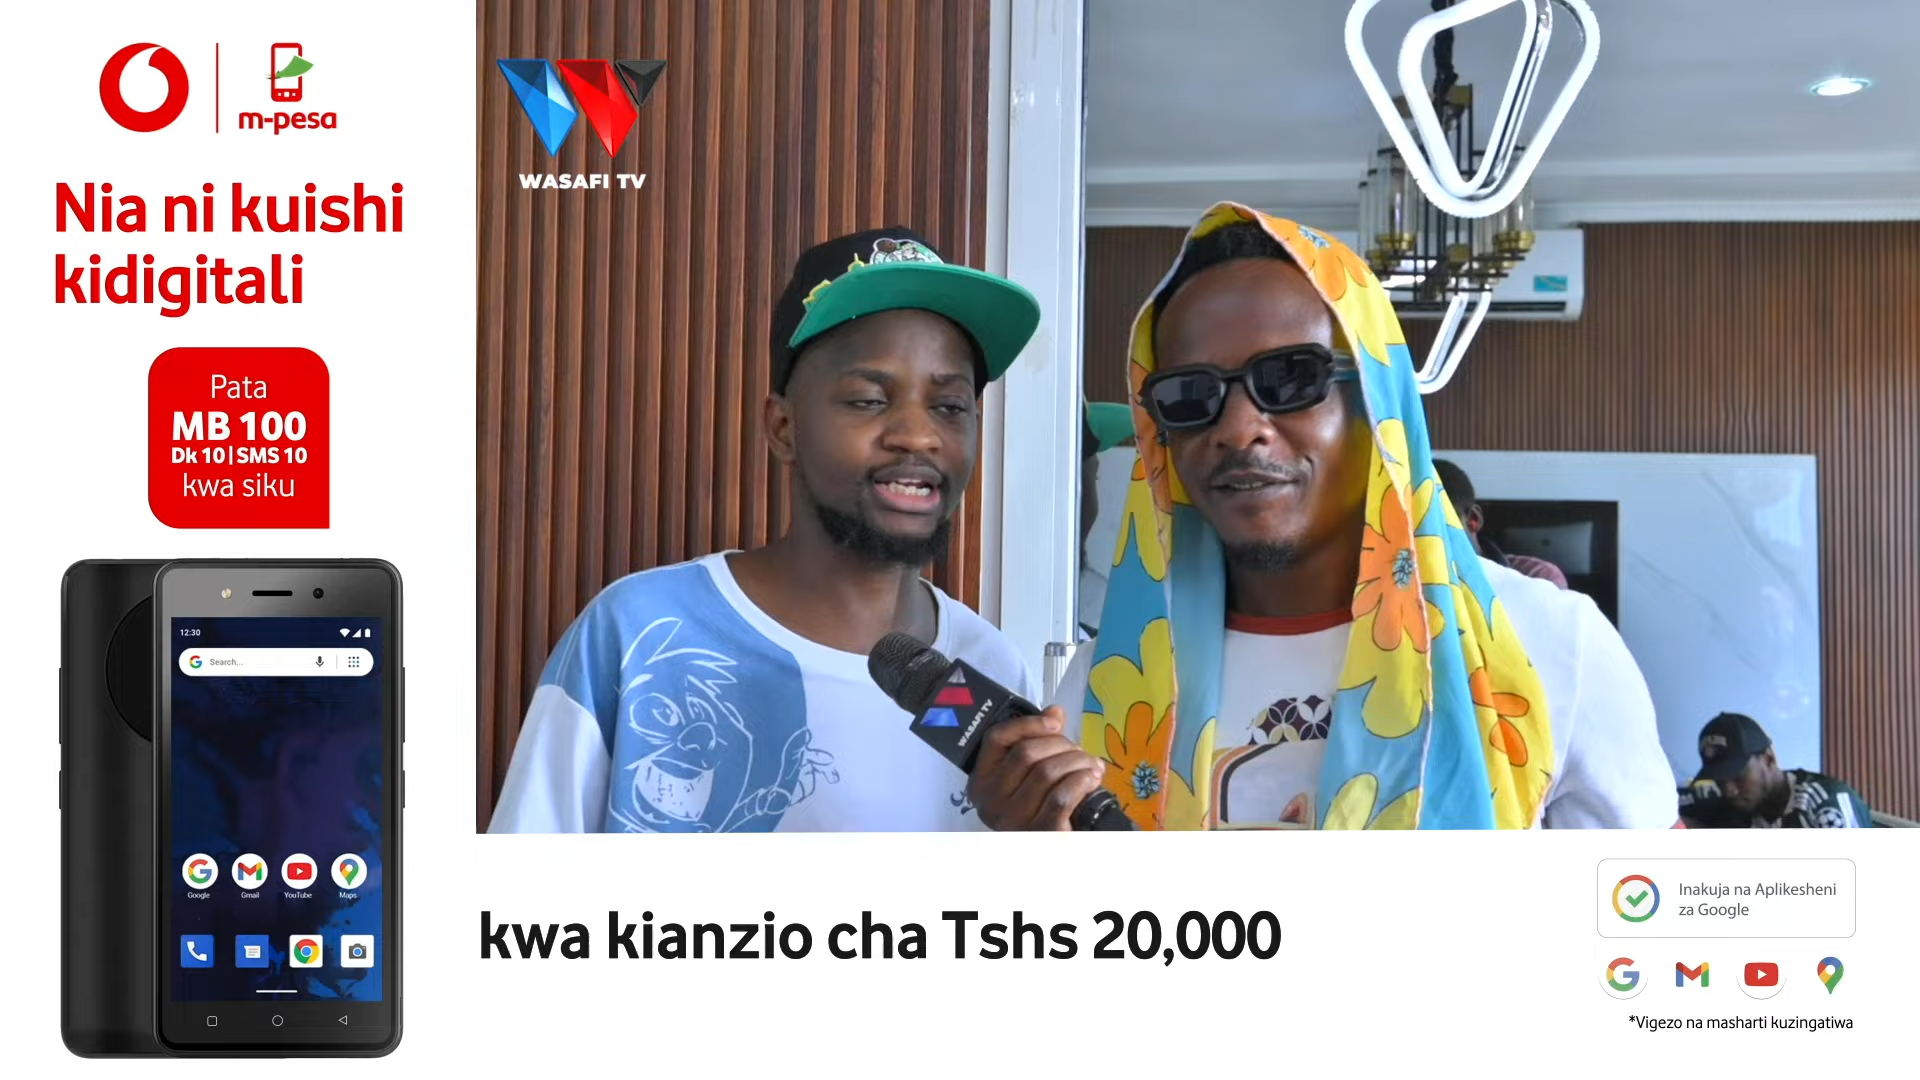 m-pesa
Nia ni kuishi
kidigitali
Pata
MB 100
Dk 10|SMS 10
kwa siku
12:30
Search...
Google
Gmail
YouTube
Maps
WASAFI TV
WASAFI TV
kwa kianzio cha Tshs 20,000
Inakuja na Aplikesheni
za Google
*Vigezo na masharti kuzingatiwa